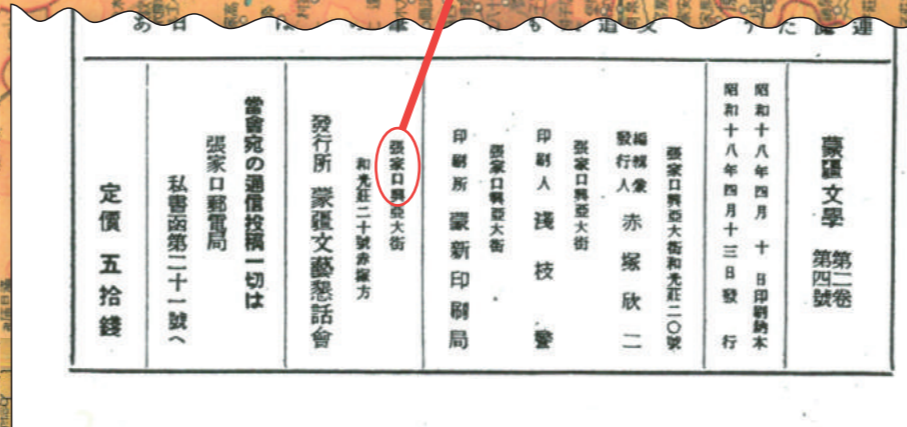 蒙疆文學 第二卷 第四號
昭和十八年四月 十 日印刷納本
昭和十八年四月十三日發 行
張家口興亞大街和光莊二〇號
編輯兼
發行人 赤塚欣二
張家口興亞大街
印刷人 淺枝
張家口興亞大街
印刷所 蒙新印刷局
張家口興亞大街
和光莊二十號赤塚方
發行所 蒙疆文藝懇話會
當會宛の通信投稿一切は
張家口郵電局
私書函第二十一號へ
定價 五拾錢